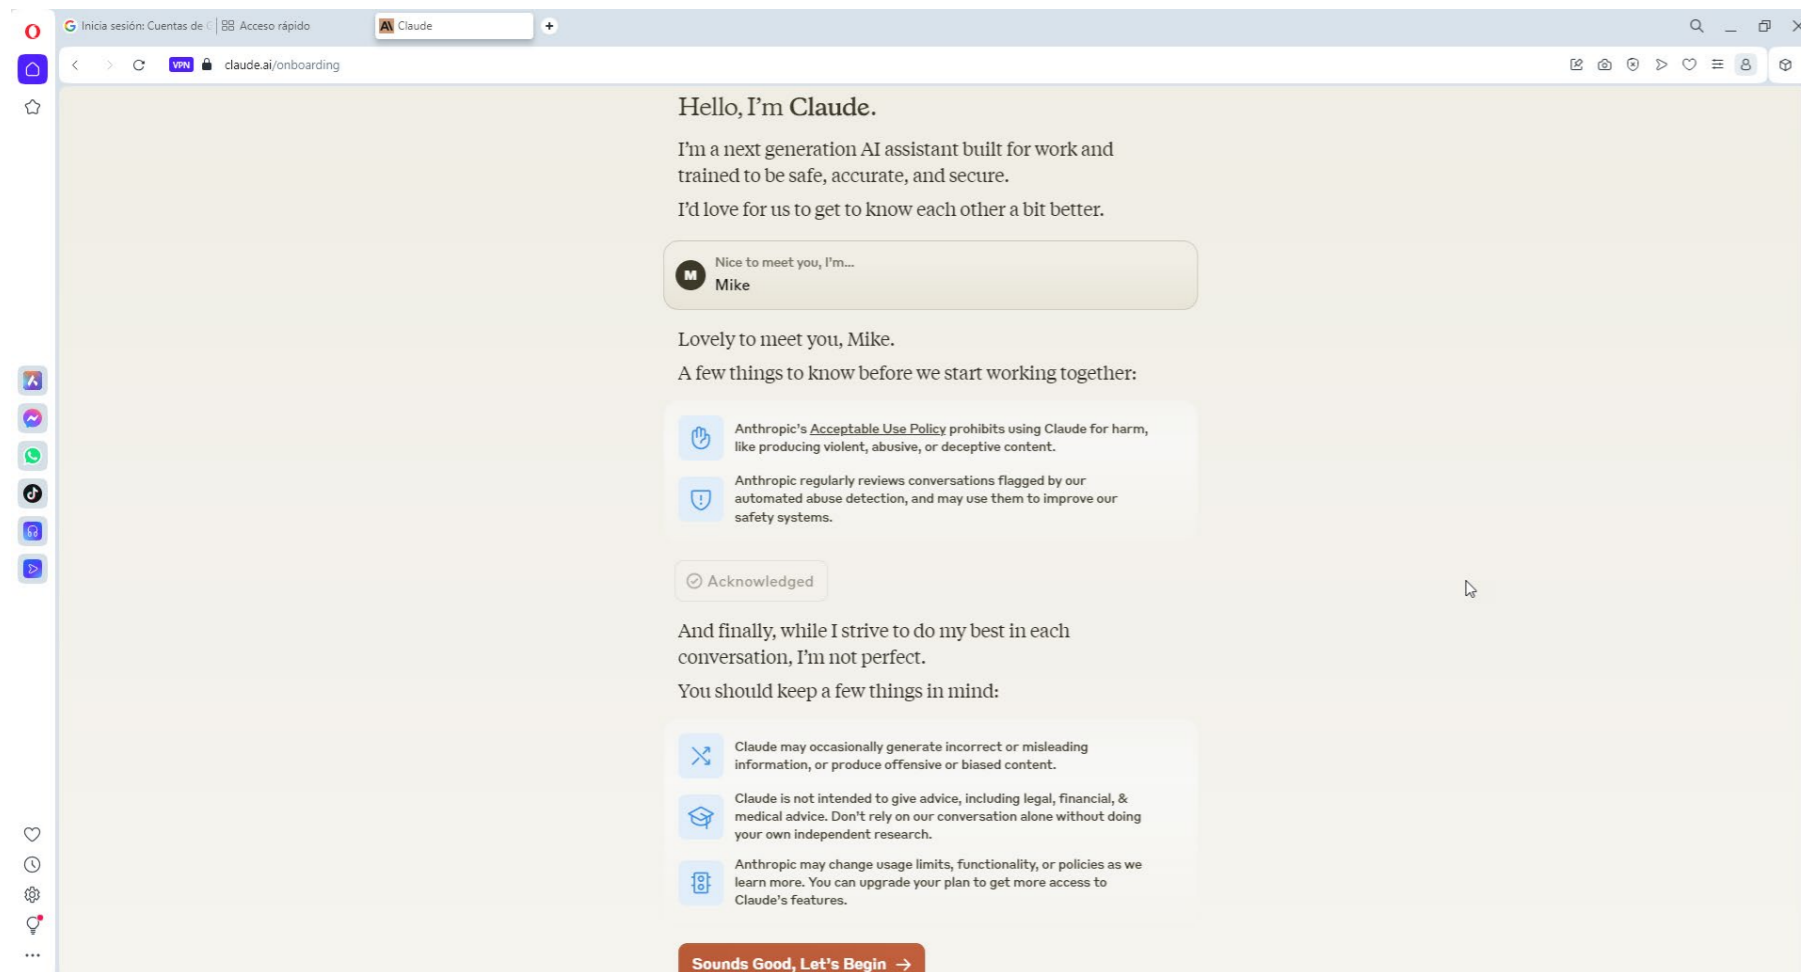 Inicia sesión: Cuentas de
Acceso rápido
Claude
VPN
claude.ai/onboarding
Hello, I'm Claude.
I'm a next generation AI assistant built for work and
trained to be safe, accurate, and secure.
I'd love for us to get to know each other a bit better.
M
Nice to meet you, I'm...
Mike
Lovely to meet you, Mike.
A few things to know before we start working together:
Anthropic's Acceptable Use Policy prohibits using Claude for harm,
like producing violent, abusive, or deceptive content.
Anthropic regularly reviews conversations flagged by our
automated abuse detection, and may use them to improve our
safety systems.
Acknowledged
And finally, while I strive to do my best in each
conversation, I'm not perfect.
You should keep a few things in mind:
Claude may occasionally generate incorrect or misleading
information, or produce offensive or biased content.
Claude is not intended to give advice, including legal, financial, &
medical advice. Don't rely on our conversation alone without doing
your own independent research.
Anthropic may change usage limits, functionality, or policies as we
learn more. You can upgrade your plan to get more access to
Claude's features.
Sounds Good, Let's Begin →